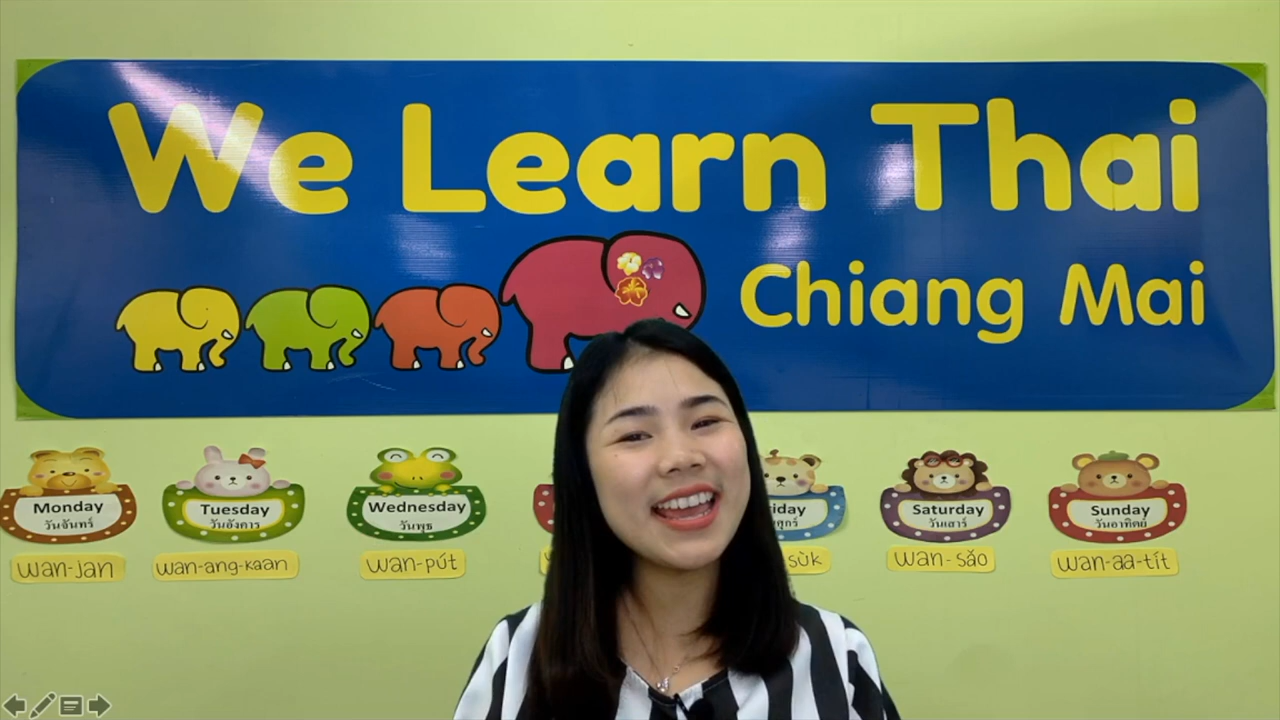 We Learn Thai
Chiang Mai
Monday
วันจันทร์
wan-jan
Tuesday
วันอังคาร
wan-ang-kaan
Wednesday
วันพุธ
wan-pút
sùk
Saturday
วันเสาร์
wan-sǎo
Sunday
วันอาทิตย์
wan-aa-tít